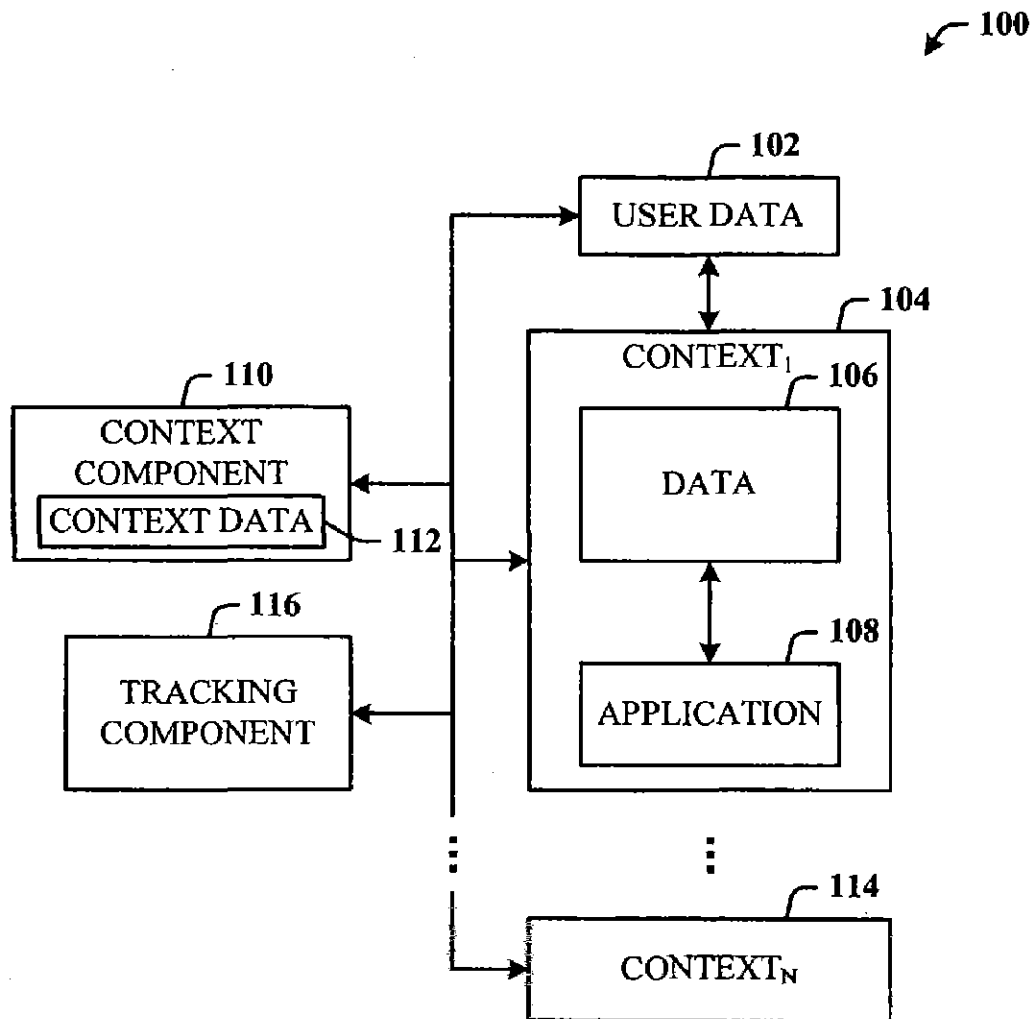 100
102
USER DATA
104
CONTEXT₁
106
DATA
110
CONTEXT
COMPONENT
CONTEXT DATA
112
108
APPLICATION
116
TRACKING
COMPONENT
114
CONTEXT_N